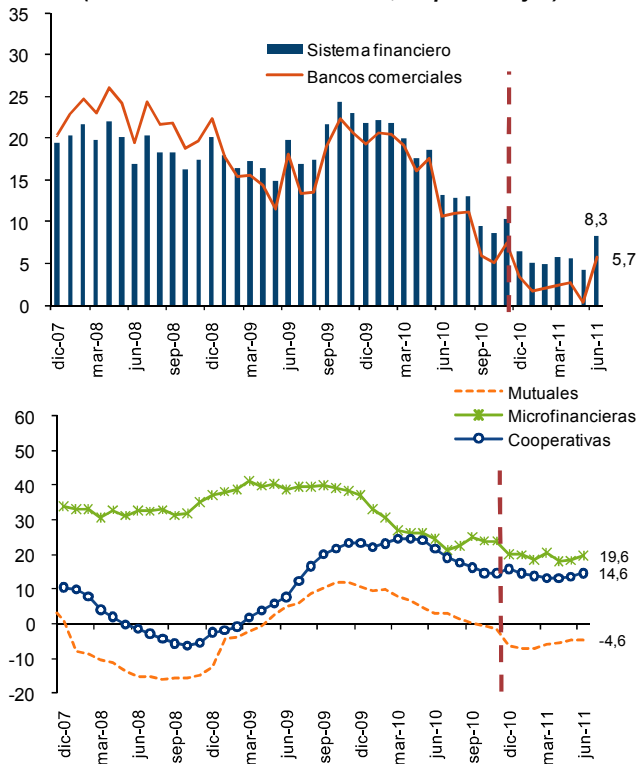 35
30
25
20
15
10
5
0
Sistema financiero
Bancos comerciales
8,3
5,7
dic-07
mar-08
jun-08
sep-08
dic-08
mar-09
jun-09
sep-09
dic-09
mar-10
jun-10
sep-10
dic-10
mar-11
jun-11
Mutuales
Microfinancieras
Cooperativas
60
50
40
30
20
10
0
-10
-20
19,6
14,6
-4,6
dic-07
mar-08
jun-08
sep-08
dic-08
mar-09
jun-09
sep-09
dic-09
mar-10
jun-10
sep-10
dic-10
mar-11
jun-11